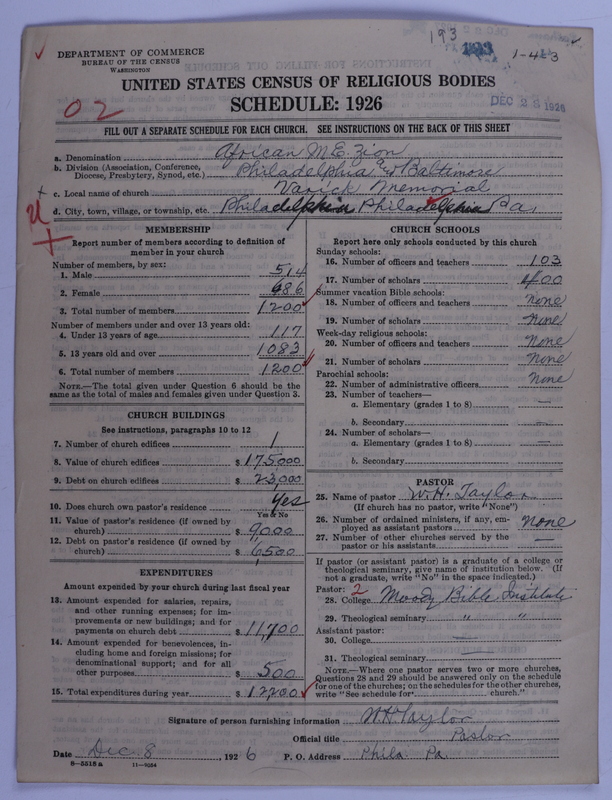 193
1-413
DEPARTMENT OF COMMERCE
BUREAU OF THE CENSUS
WASHINGTON
UNITED STATES CENSUS OF RELIGIOUS BODIES
SCHEDULE: 1926
DEC 28 1926
02
FILL OUT A SEPARATE SCHEDULE FOR EACH CHURCH. SEE INSTRUCTIONS ON THE BACK OF THIS SHEET
a. Denomination African M.E. Zion
b. Division (Association, Conference, Diocese, Presbytery, Synod, etc.) Philadelphia & Baltimore
c. Local name of church Varick Memorial
d. City, town, village, or township, etc. Philadelphia Philadelphia Pa.
MEMBERSHIP
Report number of members according to definition of
member in your church
Number of members, by sex:
1. Male 514
2. Female 686
3. Total number of members 1200
Number of members under and over 13 years old:
4. Under 13 years of age 117
5. 13 years old and over 1083
6. Total number of members 1200
NOTE.—The total given under Question 6 should be the
same as the total of males and females given under Question 3.
CHURCH BUILDINGS
See instructions, paragraphs 10 to 12
7. Number of church edifices 1
8. Value of church edifices $ 175000
9. Debt on church edifices $ 23,000
10. Does church own pastor's residence? Yes
Yes or No
11. Value of pastor's residence (if owned by
church) $ 9000
12. Debt on pastor's residence (if owned by
church) $ 6500
EXPENDITURES
Amount expended by your church during last fiscal year
13. Amount expended for salaries, repairs,
and other running expenses; for im-
provements or new buildings; and for
payments on church debt $ 11,700
14. Amount expended for benevolences, in-
cluding home and foreign missions; for
denominational support; and for all
other purposes $ 500
15. Total expenditures during year $ 12200
CHURCH SCHOOLS
Report here only schools conducted by this church
Sunday schools:
16. Number of officers and teachers 103
17. Number of scholars 400
Summer vacation Bible schools:
18. Number of officers and teachers none
19. Number of scholars none
Week-day religious schools:
20. Number of officers and teachers none
21. Number of scholars none
Parochial schools:
22. Number of administrative officers none
23. Number of teachers—
a. Elementary (grades 1 to 8) —
b. Secondary —
24. Number of scholars—
a. Elementary (grades 1 to 8) —
b. Secondary
PASTOR
25. Name of pastor W.H. Taylor
(If church has no pastor, write "None")
26. Number of ordained ministers, if any, em-
ployed as assistant pastors none
27. Number of other churches served by the
pastor or his assistants —
If pastor (or assistant pastor) is a graduate of a college or
theological seminary, give name of institution below. (If
not a graduate, write "No" in the space indicated.)
Pastor: 2
28. College Moody Bible Institute
29. Theological seminary " "
Assistant pastor:
30. College —
31. Theological seminary —
NOTE.—Where one pastor serves two or more churches,
Questions 28 and 29 should be answered only on the schedule
for one of the churches; on the schedules for the other churches,
write "See schedule for ... church."
Signature of person furnishing information W H Taylor
Official title Pastor
Date Dec. 8, 1926 P. O. Address Phila Pa.
8-5518 a 11-9254